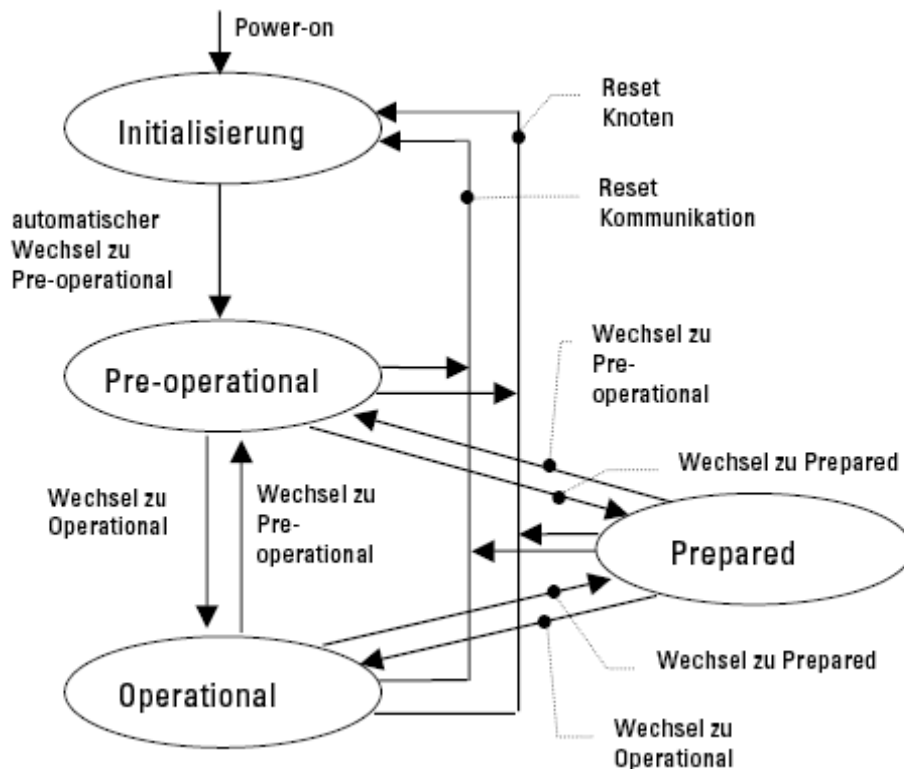 Power-on
Reset
Knoten
Initialisierung
Reset
Kommunikation
automatischer
Wechsel zu
Pre-operational
Wechsel zu
Pre-
operational
Pre-operational
Wechsel zu Prepared
Wechsel zu
Operational
Wechsel zu
Pre-
operational
Prepared
Wechsel zu Prepared
Operational
Wechsel zu
Operational